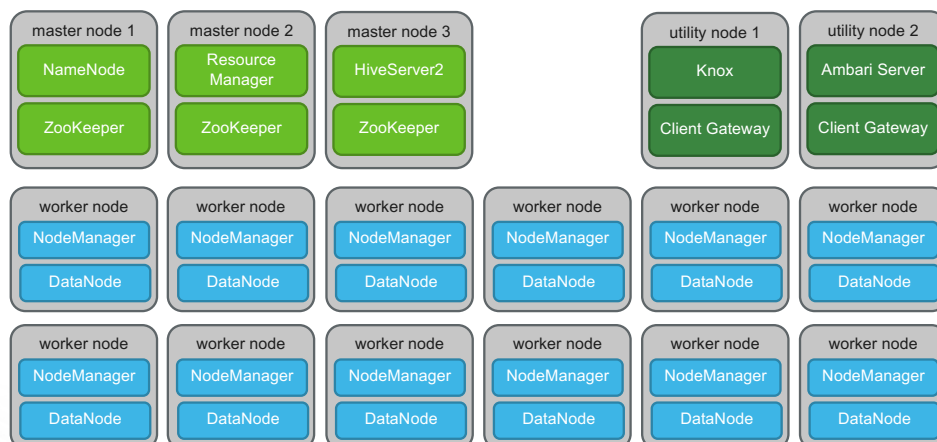 master node 1
NameNode
ZooKeeper
master node 2
Resource
Manager
ZooKeeper
master node 3
HiveServer2
ZooKeeper
utility node 1
Knox
Client Gateway
utility node 2
Ambari Server
Client Gateway
worker node
NodeManager
DataNode
worker node
NodeManager
DataNode
worker node
NodeManager
DataNode
worker node
NodeManager
DataNode
worker node
NodeManager
DataNode
worker node
NodeManager
DataNode
worker node
NodeManager
DataNode
worker node
NodeManager
DataNode
worker node
NodeManager
DataNode
worker node
NodeManager
DataNode
worker node
NodeManager
DataNode
worker node
NodeManager
DataNode